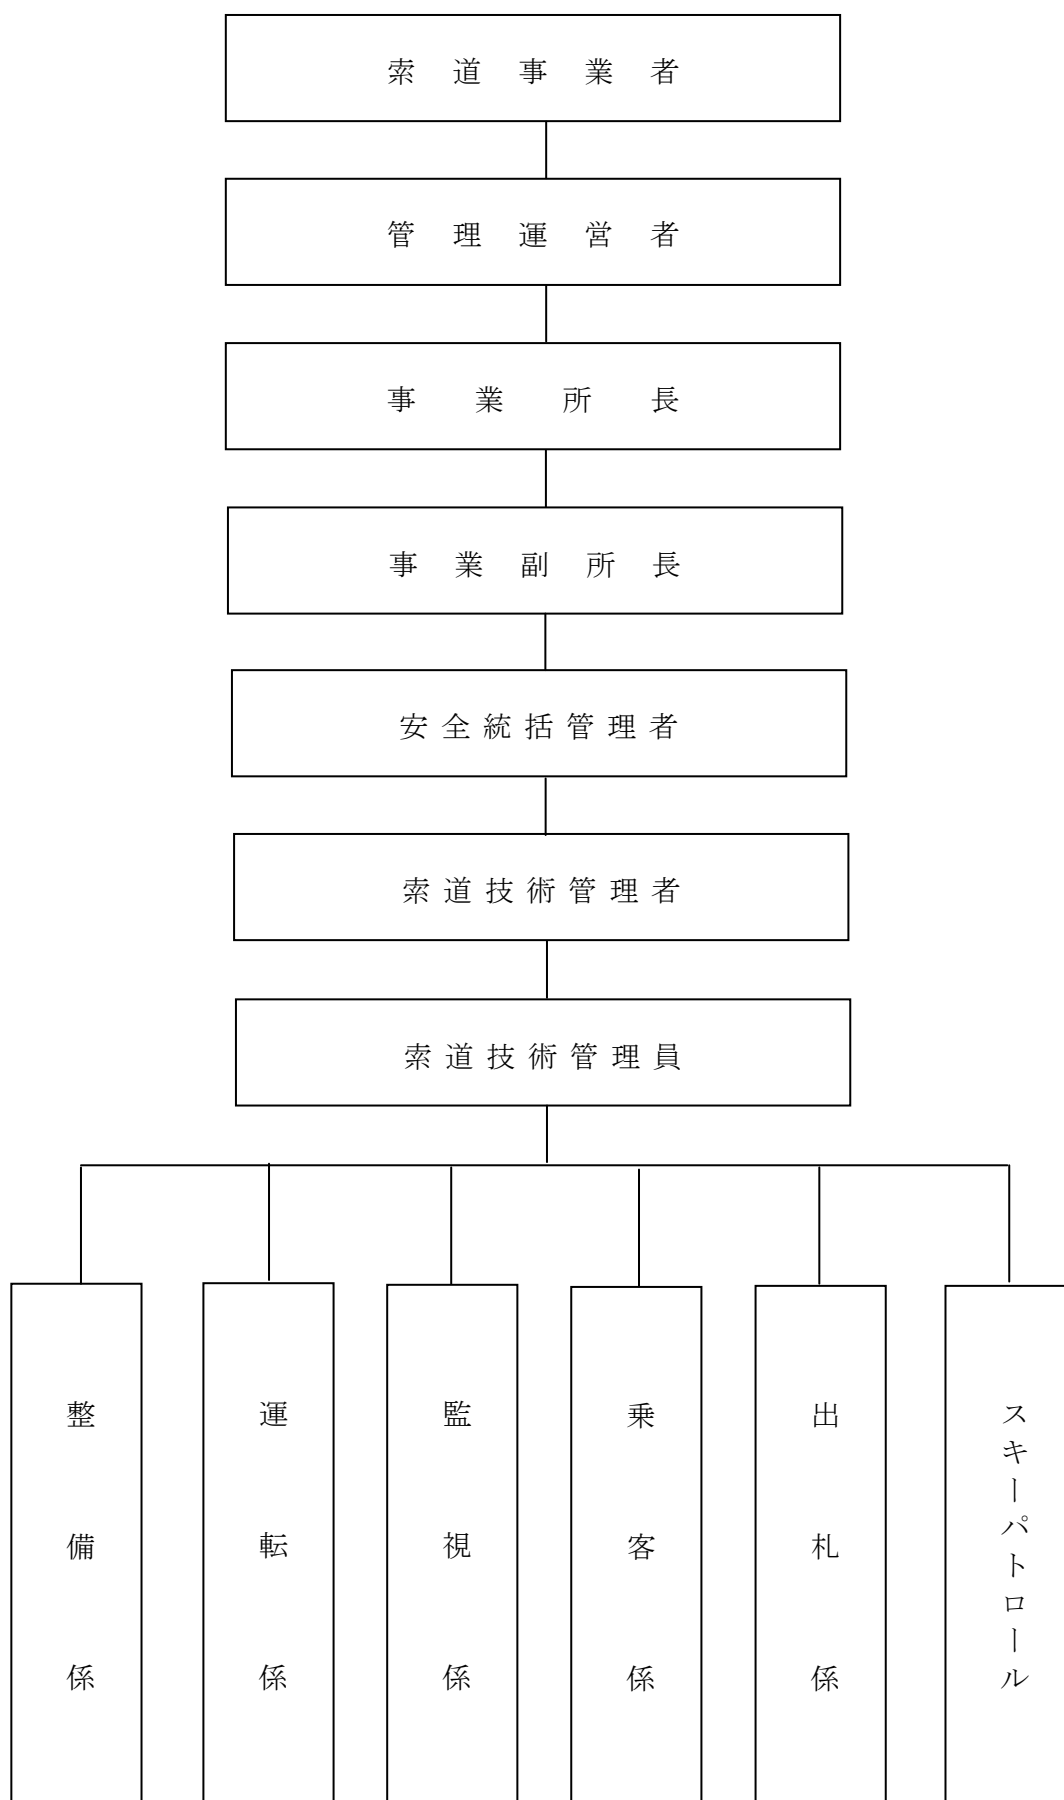 索道事業者
管理運営者
事業所長
事業副所長
安全統括管理者
索道技術管理者
索道技術管理員
整備係
運転係
監視係
乗客係
出札係
スキーパトロール